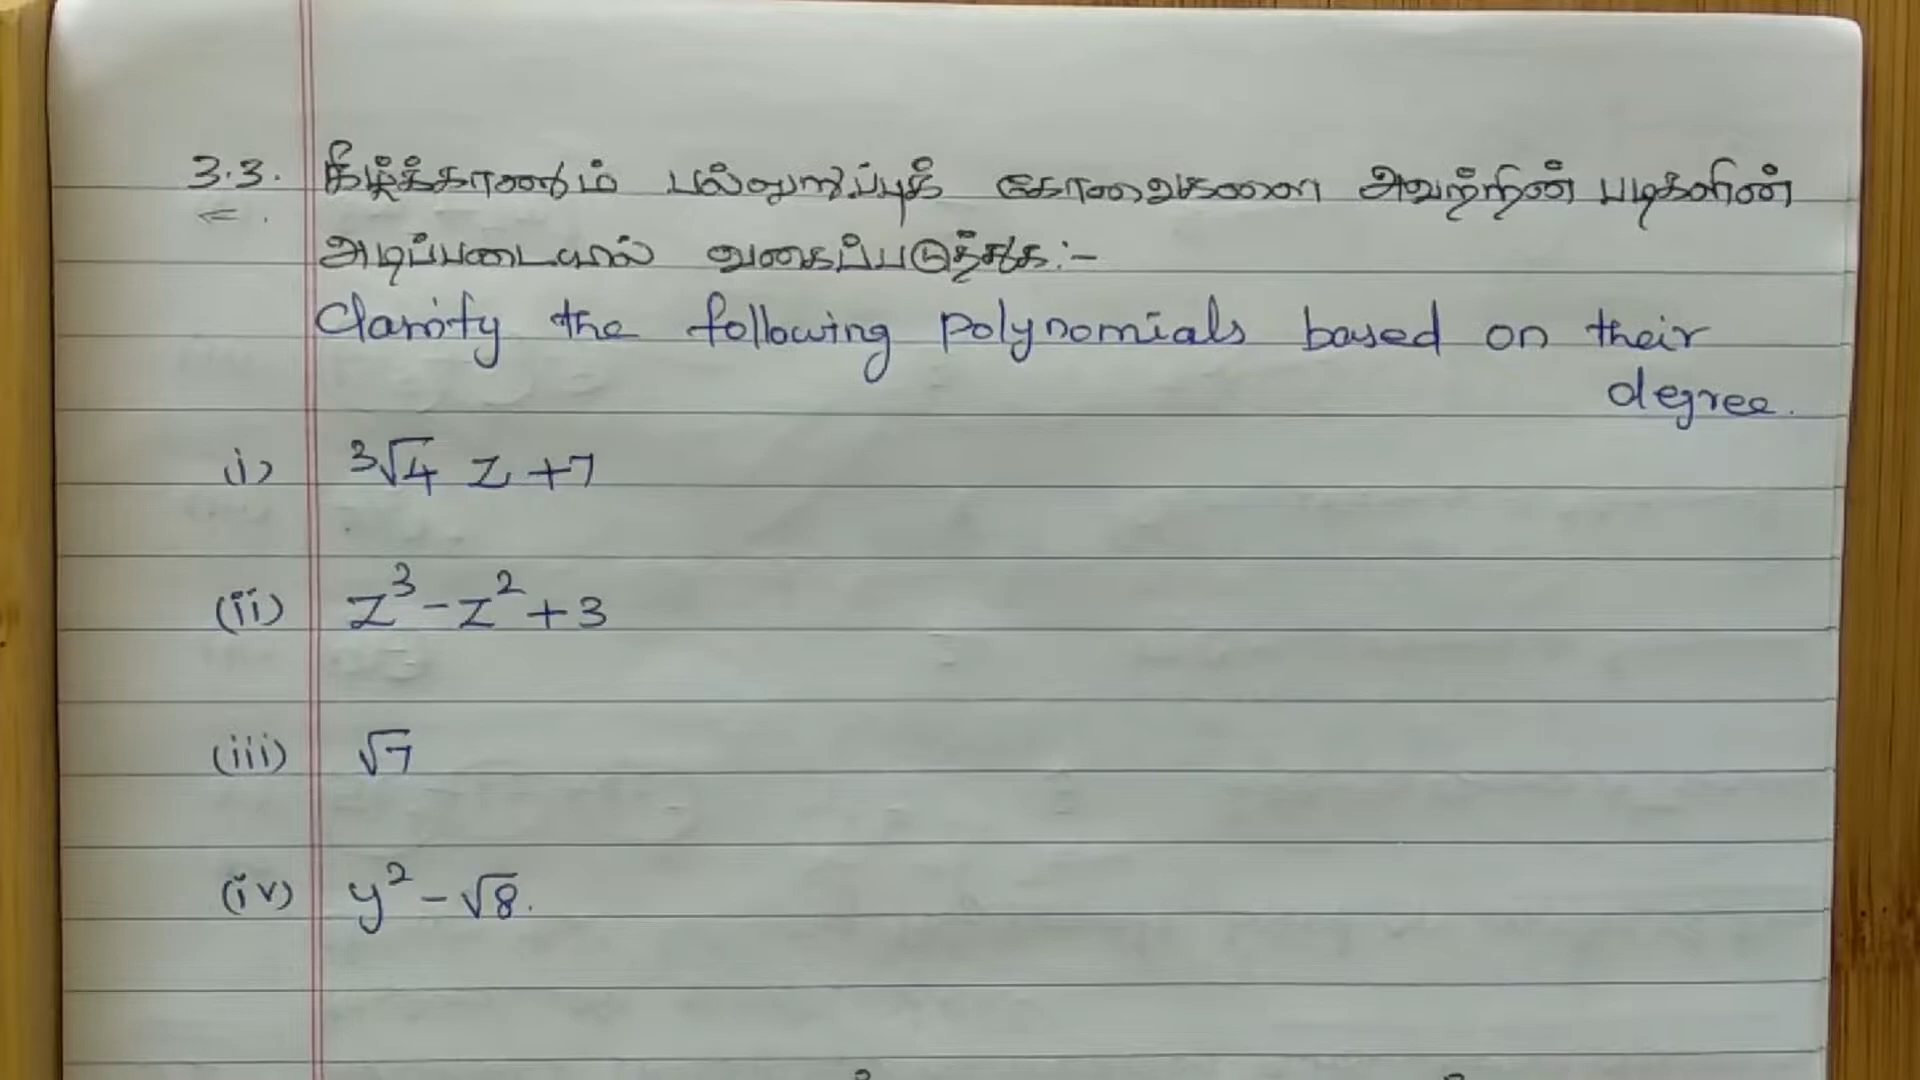 3.3. கீழ்க்காணும் பல்லுறுப்புக் கோவைகளை அவற்றின் படிகளின்
அடிப்படையில் வகைப்படுத்துக:-
Clarify the following polynomials based on their
degree.
(i) ³√4 z +7
(ii) z³-z²+3
(iii) √7
(iv) y²-√8.